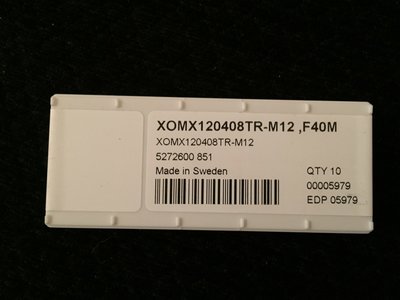 XOMX120408TR-M12 ,F40M
XOMX120408TR-M12
5272600 851
Made in Sweden
QTY 10
00005979
EDP 05979